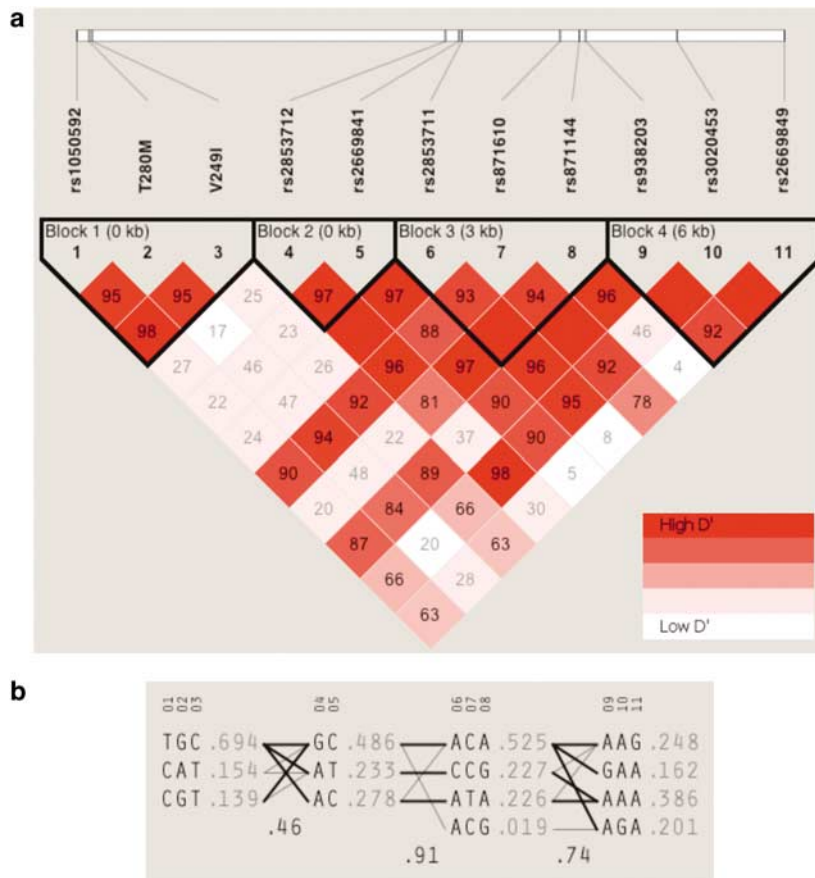 a
rs1050592 T280M V249I rs2853712 rs2669841 rs2853711 rs871610 rs871144 rs938203 rs3020453 rs2669849
Block 1 (0 kb) Block 2 (0 kb) Block 3 (3 kb) Block 4 (6 kb)
1 2 3 4 5 6 7 8 9 10 11
95 95 25 97 97 93 94 96
98 17 23 88 46 92
27 46 26 96 97 96 92 4
22 47 92 81 90 95 78
24 94 22 37 90 8
90 48 89 98 5
20 84 66 30
87 20 63
66 28
63
High D'
Low D'
b
01 02 03 04 05 06 07 08 09 10 11
TGC .694 GC .486 ACA .525 AAG .248
CAT .154 AT .233 CCG .227 GAA .162
CGT .139 AC .278 ATA .226 AAA .386
ACG .019 AGA .201
.46 .91 .74